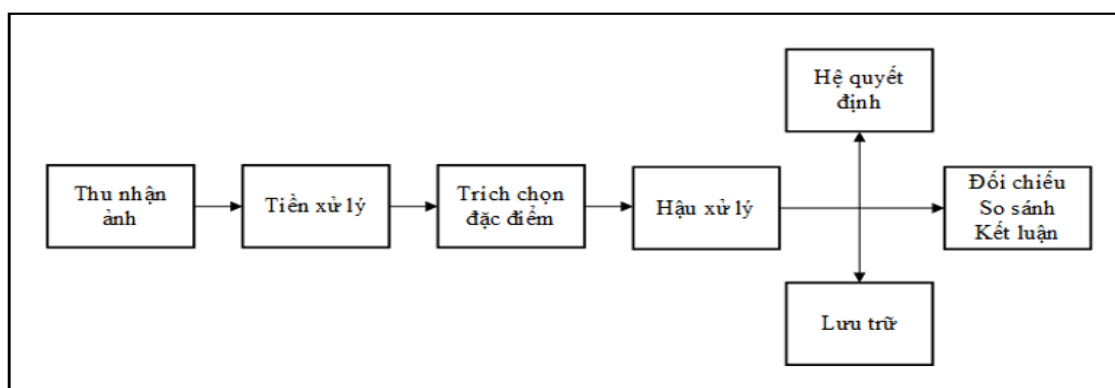 Thu nhận
ảnh
Tiền xử lý
Trích chọn
đặc điểm
Hậu xử lý
Hệ quyết
định
Đối chiếu
So sánh
Kết luận
Lưu trữ